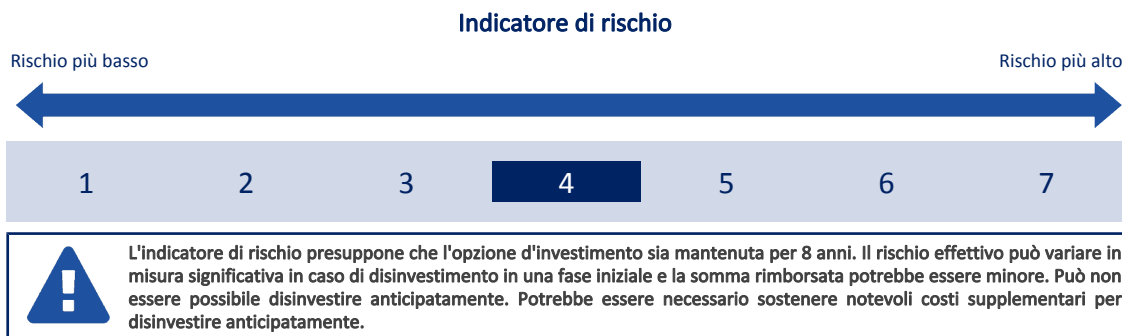 Indicatore di rischio
Rischio più basso
Rischio più alto
1 2 3 4 5 6 7
L'indicatore di rischio presuppone che l'opzione d'investimento sia mantenuta per 8 anni. Il rischio effettivo può variare in
misura significativa in caso di disinvestimento in una fase iniziale e la somma rimborsata potrebbe essere minore. Può non
essere possibile disinvestire anticipatamente. Potrebbe essere necessario sostenere notevoli costi supplementari per
disinvestire anticipatamente.